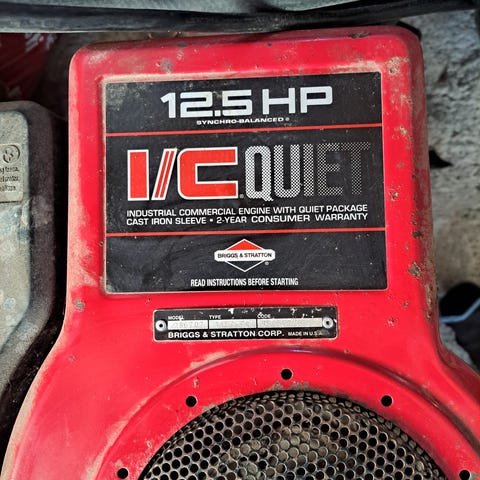 12.5 HP
SYNCHRO-BALANCED®
I/C QUIET
INDUSTRIAL COMMERCIAL ENGINE WITH QUIET PACKAGE
CAST IRON SLEEVE • 2-YEAR CONSUMER WARRANTY
BRIGGS & STRATTON
READ INSTRUCTIONS BEFORE STARTING
MODEL TYPE CODE
BRIGGS & STRATTON CORP. MADE IN U.S.A.